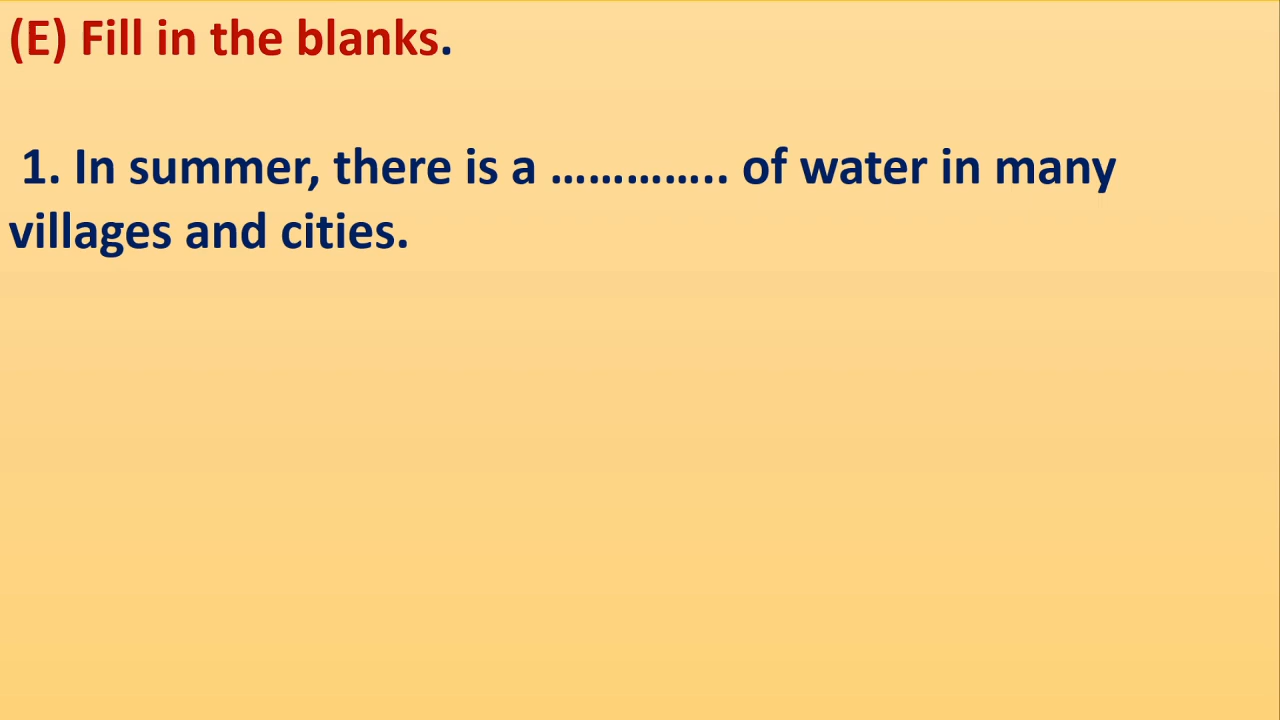 (E) Fill in the blanks.
1. In summer, there is a ………….. of water in many
villages and cities.